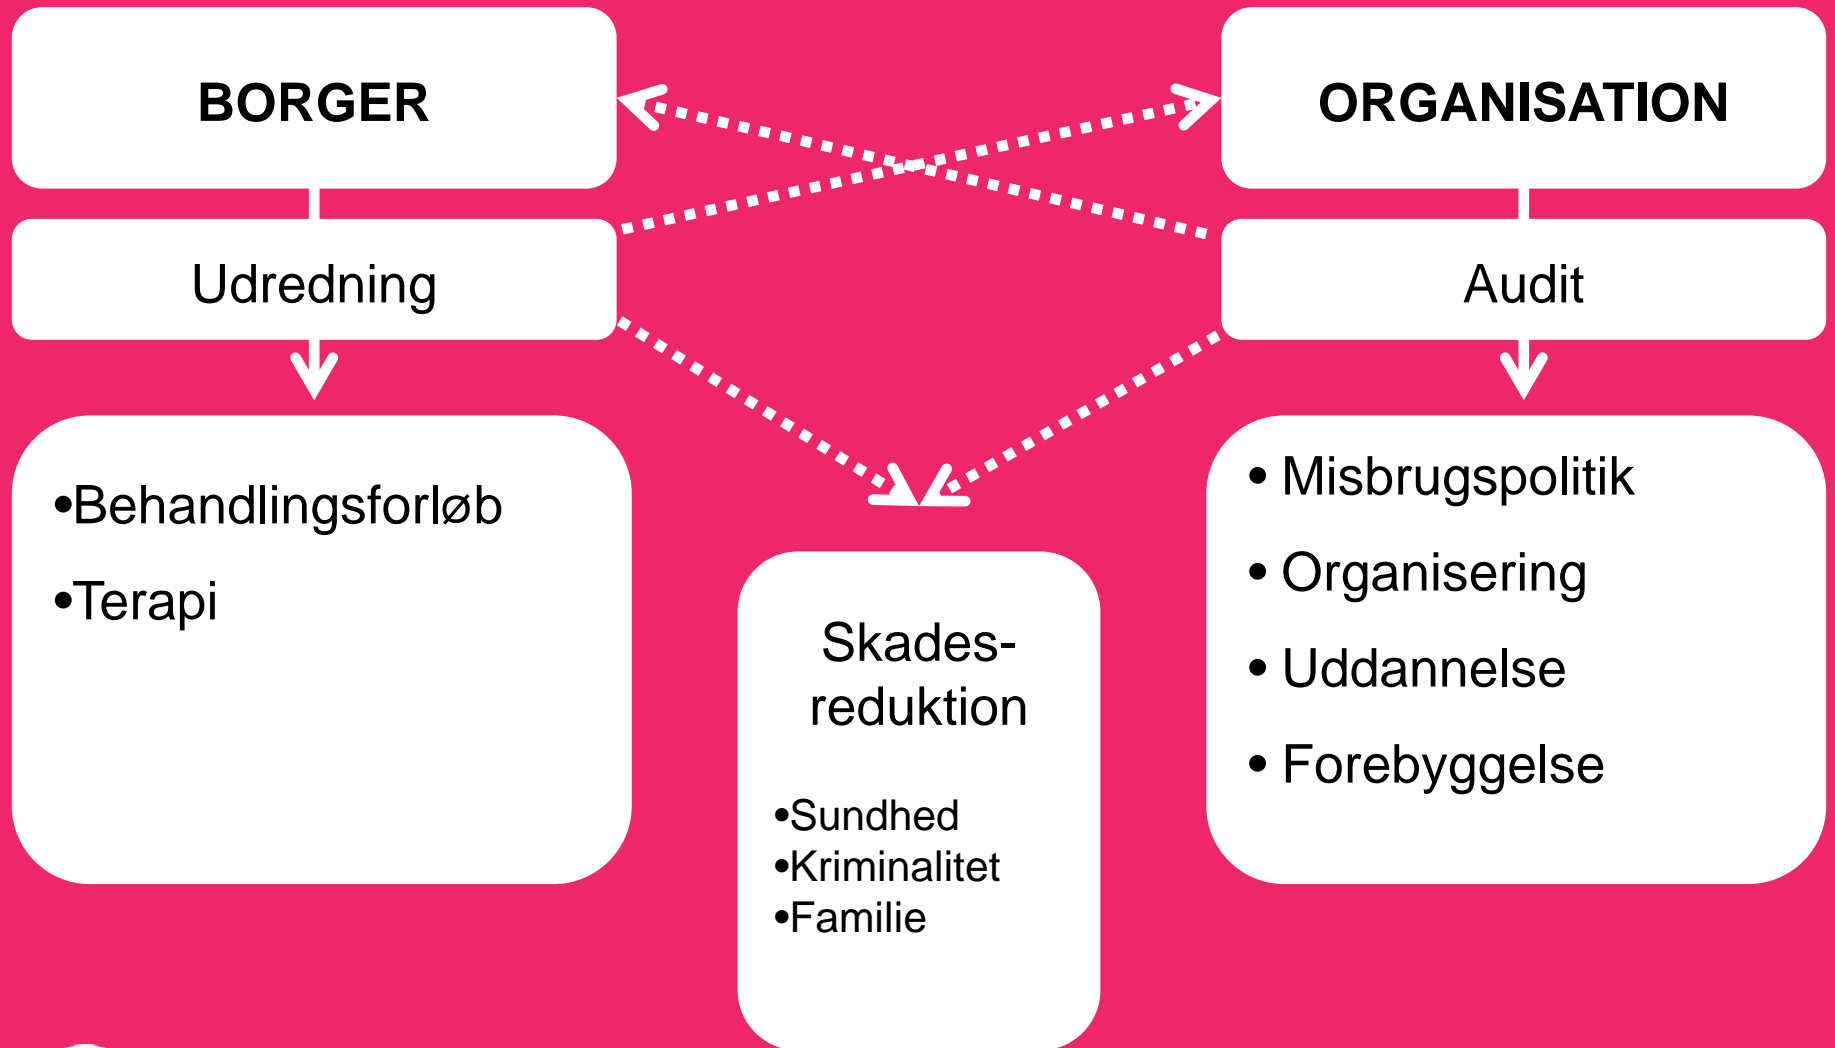 BORGER
Udredning
•Behandlingsforløb
•Terapi
Skades-
reduktion
•Sundhed
•Kriminalitet
•Familie
ORGANISATION
Audit
• Misbrugspolitik
• Organisering
• Uddannelse
• Forebyggelse